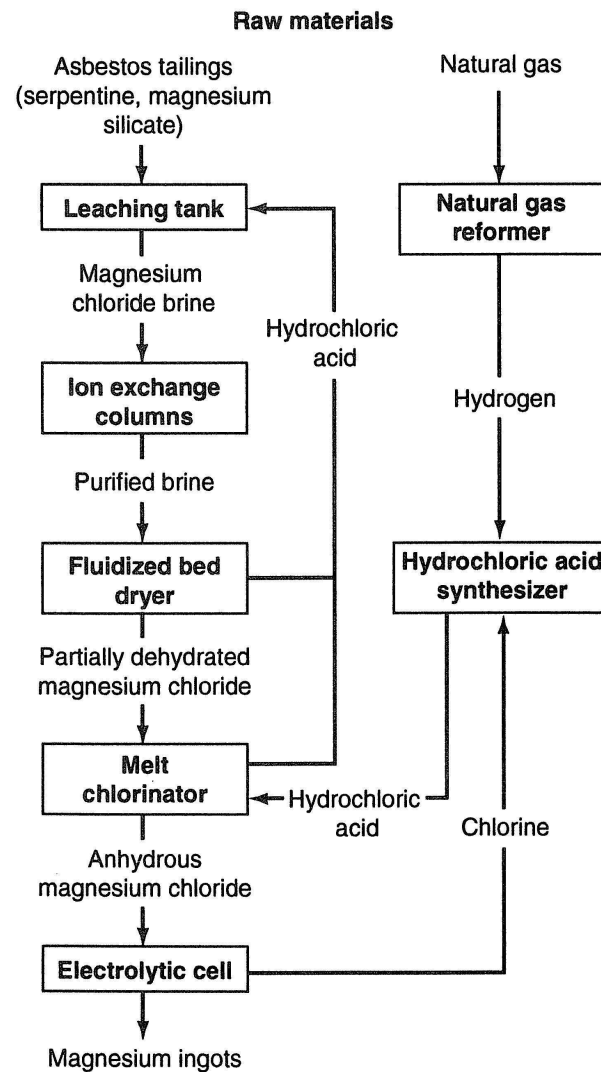 Raw materials
Asbestos tailings
(serpentine, magnesium
silicate)
Natural gas
Leaching tank
Natural gas
reformer
Magnesium
chloride brine
Hydrochloric
acid
Ion exchange
columns
Hydrogen
Purified brine
Fluidized bed
dryer
Hydrochloric acid
synthesizer
Partially dehydrated
magnesium chloride
Melt
chlorinator
Hydrochloric
acid
Chlorine
Anhydrous
magnesium chloride
Electrolytic cell
Magnesium ingots